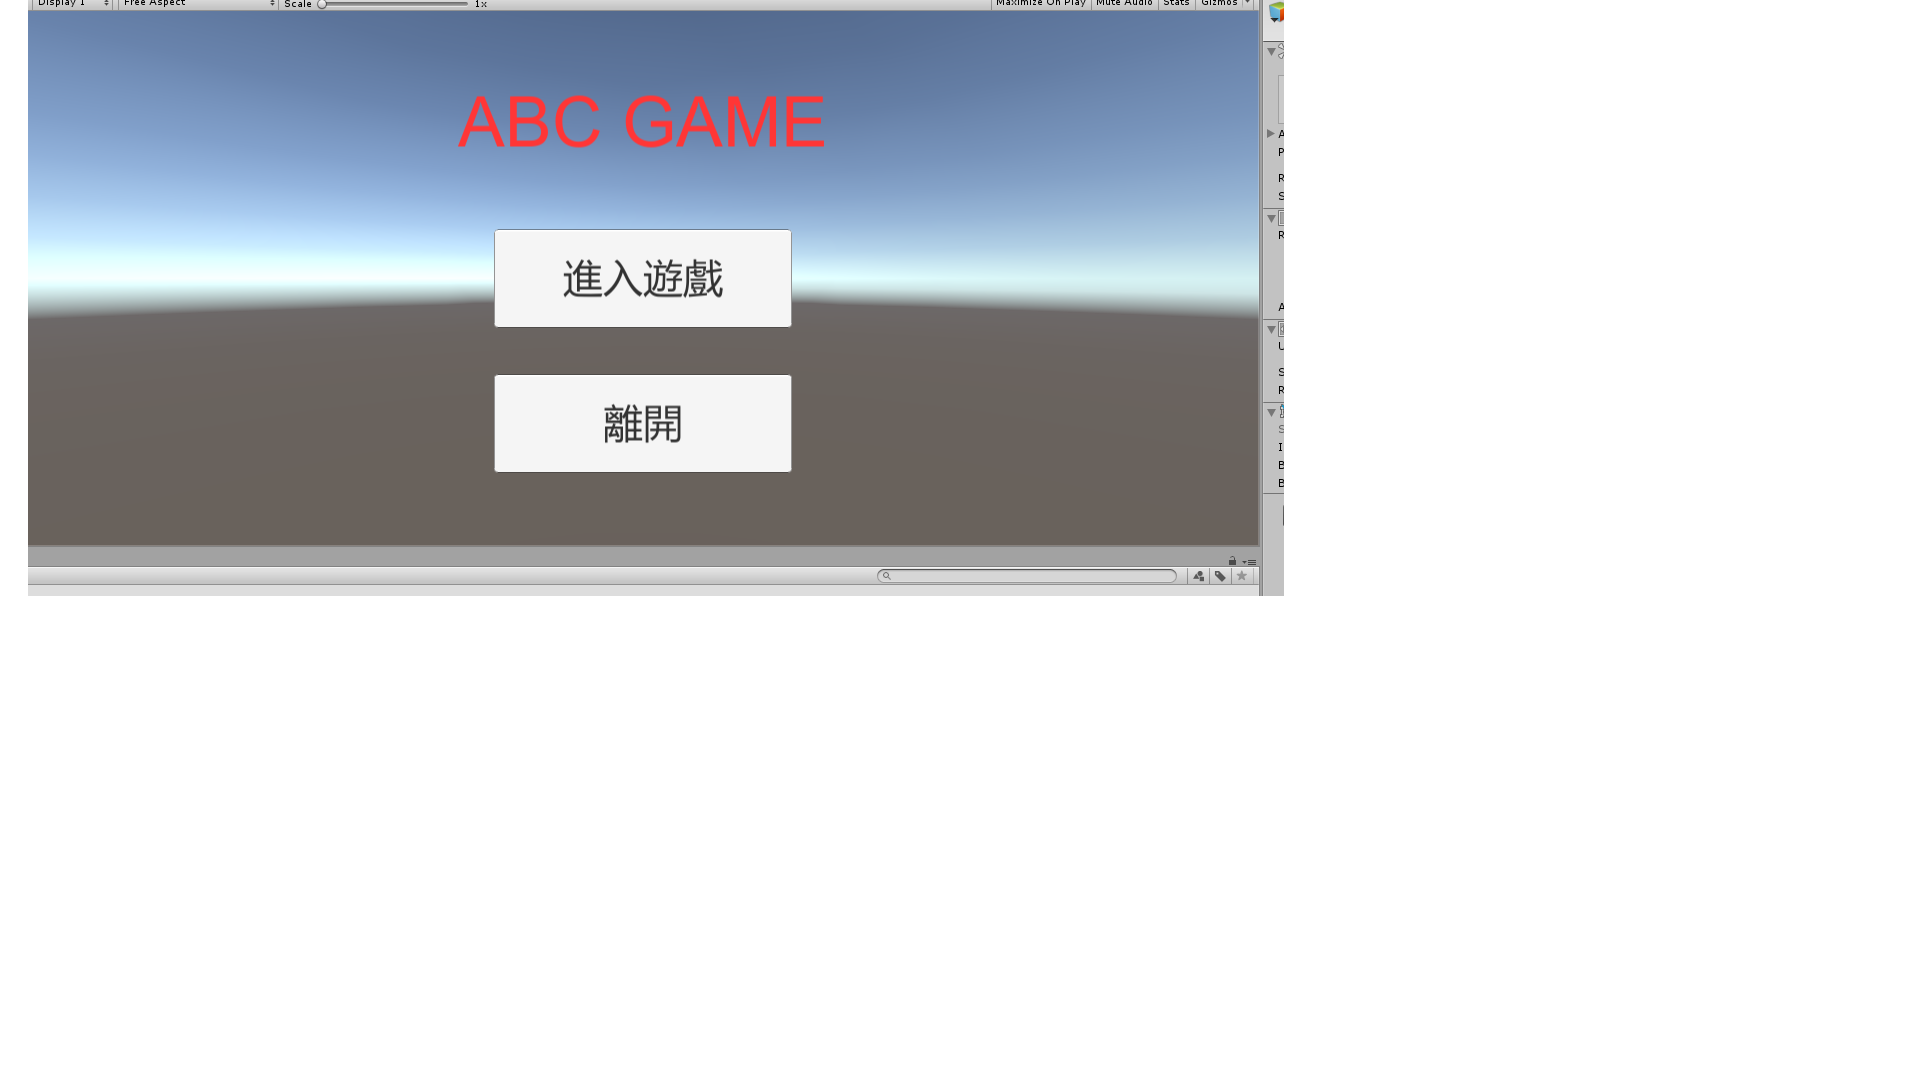 Display 1 Free Aspect Scale 1x Maximize On Play Mute Audio Stats Gizmos
ABC GAME
進入遊戲
離開
A
P
R
S
R
A
U
S
R
S
I
B
B